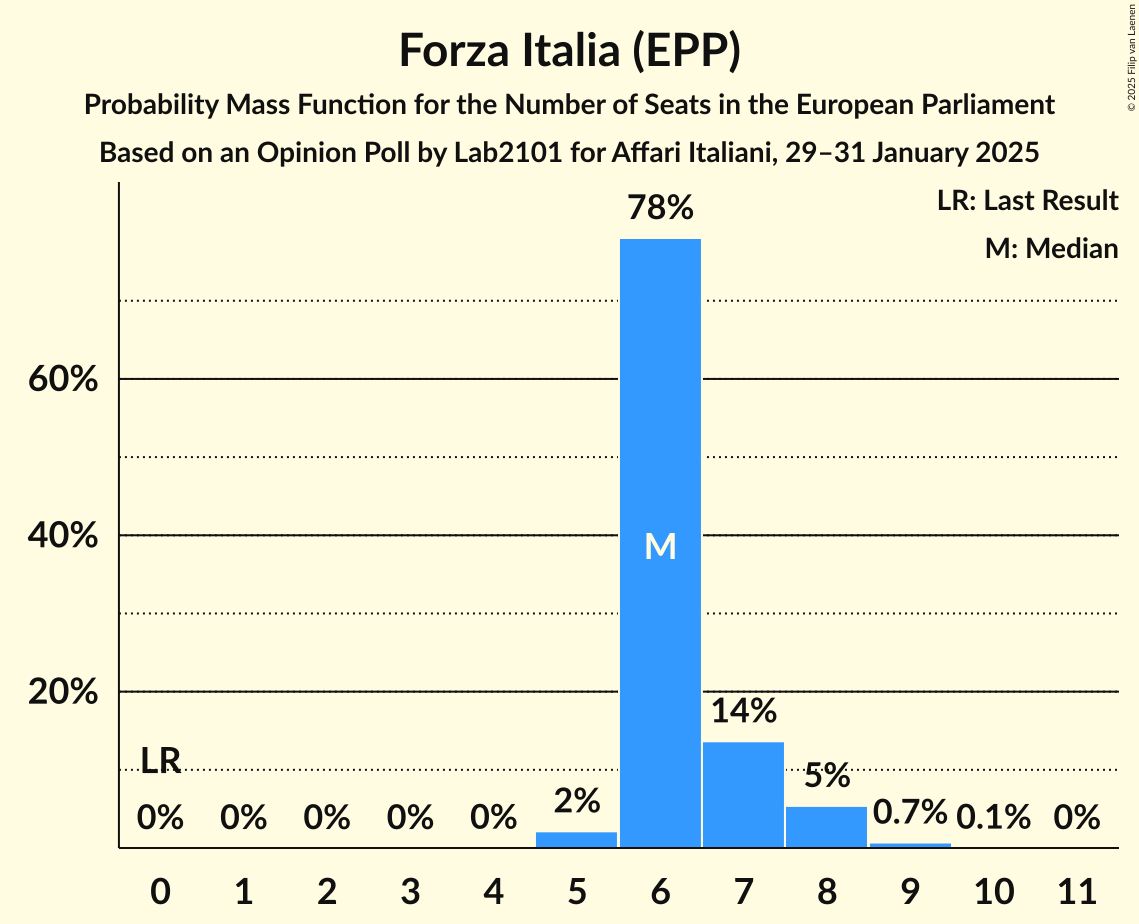 Forza Italia (EPP)
Probability Mass Function for the Number of Seats in the European Parliament
Based on an Opinion Poll by Lab2101 for Affari Italiani, 29–31 January 2025
© 2025 Filip van Laenen
LR: Last Result
M: Median
78%
60%
40%
M
20%
14%
LR
5%
0% 0% 0% 0% 0% 2% 0.7% 0.1% 0%
0 1 2 3 4 5 6 7 8 9 10 11